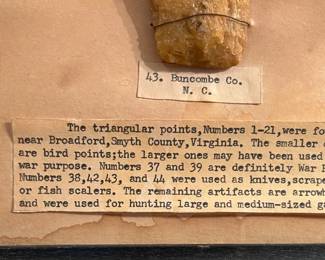 43. Buncombe Co.
N. C.
The triangular points,Numbers 1-21,were
near Broadford,Smyth County,Virginia. The smaller
are bird points;the larger ones may have been used
war purpose. Numbers 37 and 39 are definitely War
Numbers 38,42,43, and 44 were used as knives,
or fish scalers. The remaining artifacts are
and were used for hunting large and medium-sized